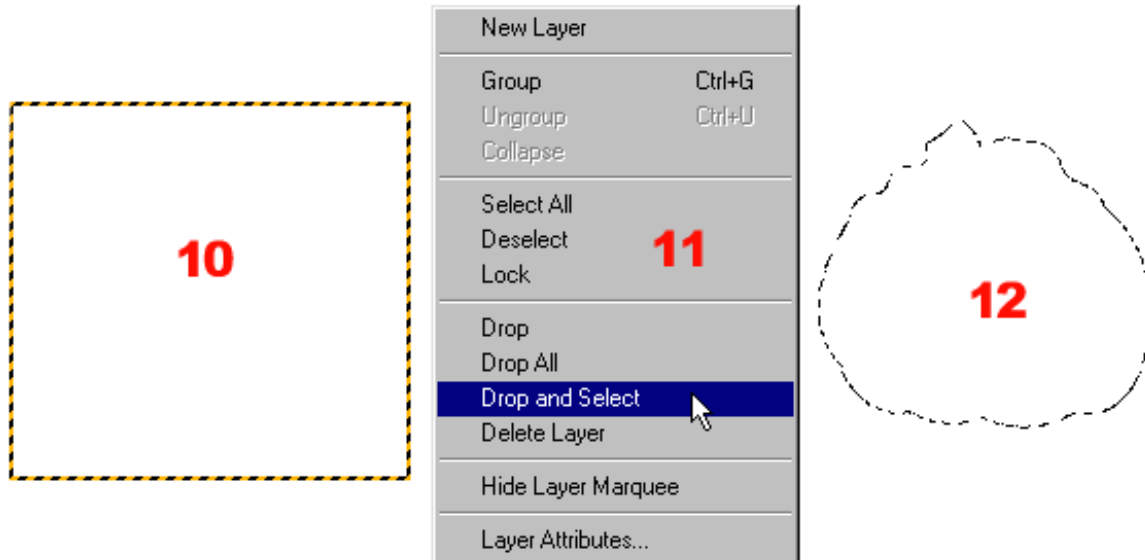 10
New Layer
Group Ctrl+G
Ungroup Ctrl+U
Collapse
Select All
Deselect
Lock
11
Drop
Drop All
Drop and Select
Delete Layer
Hide Layer Marquee
Layer Attributes...
12